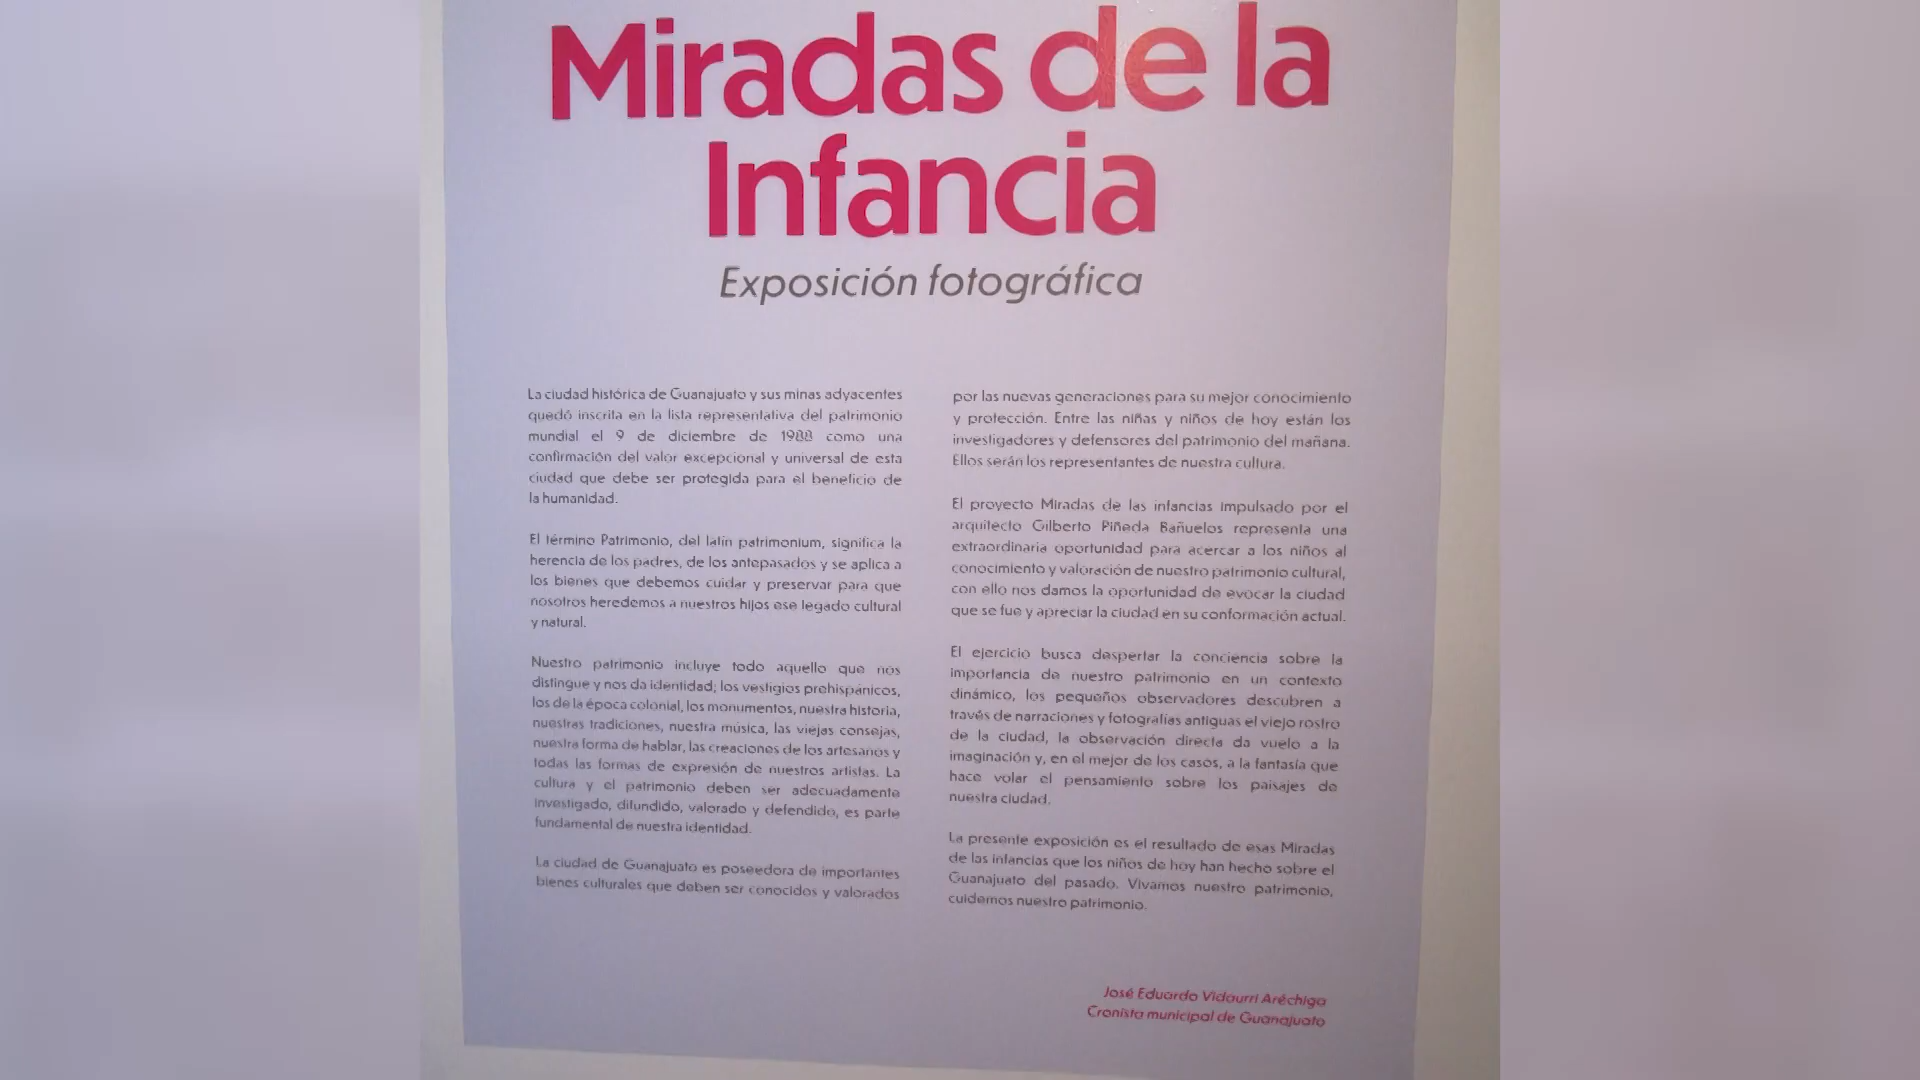 Miradas de la
Infancia
Exposición fotográfica
La ciudad histórica de Guanajuato y sus minas adyacentes
quedó inscrita en la lista representativa del patrimonio
mundial el 9 de diciembre de 1988 como una
confirmación del valor excepcional y universal de esta
ciudad que debe ser protegida para el beneficio de
la humanidad.
El término Patrimonio, del latín patrimonium, significa la
herencia de los padres, de los antepasados y se aplica a
los bienes que debemos cuidar y preservar para que
nosotros heredemos a nuestros hijos ese legado cultural
y natural.
Nuestro patrimonio incluye todo aquello que nos
distingue y nos da identidad; los vestigios prehispánicos,
los de la época colonial, los monumentos, nuestra historia,
nuestras tradiciones, nuestra música, las viejas consejas,
nuestra forma de hablar, las creaciones de los artesanos y
todas las formas de expresión de nuestros artistas. La
cultura y el patrimonio deben ser adecuadamente
investigado, difundido, valorado y defendido, es parte
fundamental de nuestra identidad.
La ciudad de Guanajuato es poseedora de importantes
bienes culturales que deben ser conocidos y valorados
por las nuevas generaciones para su mejor conocimiento
y protección. Entre las niñas y niños de hoy están los
investigadores y defensores del patrimonio del mañana.
Ellos serán los representantes de nuestra cultura.
El proyecto Miradas de las infancias impulsado por el
arquitecto Gilberto Piñeda Bañuelos representa una
extraordinaria oportunidad para acercar a los niños al
conocimiento y valoración de nuestro patrimonio cultural,
con ello nos damos la oportunidad de evocar la ciudad
que se fue y apreciar la ciudad en su conformación actual.
El ejercicio busca despertar la conciencia sobre la
importancia de nuestro patrimonio en un contexto
dinámico, los pequeños observadores descubren a
través de narraciones y fotografías antiguas el viejo rostro
de la ciudad, la observación directa da vuelo a la
imaginación y, en el mejor de los casos, a la fantasía que
hace volar el pensamiento sobre los paisajes de
nuestra ciudad.
La presente exposición es el resultado de esas Miradas
de las infancias que los niños de hoy han hecho sobre el
Guanajuato del pasado. Vivamos nuestro patrimonio,
cuidemos nuestro patrimonio.
José Eduardo Vidaurri Aréchiga
Cronista municipal de Guanajuato